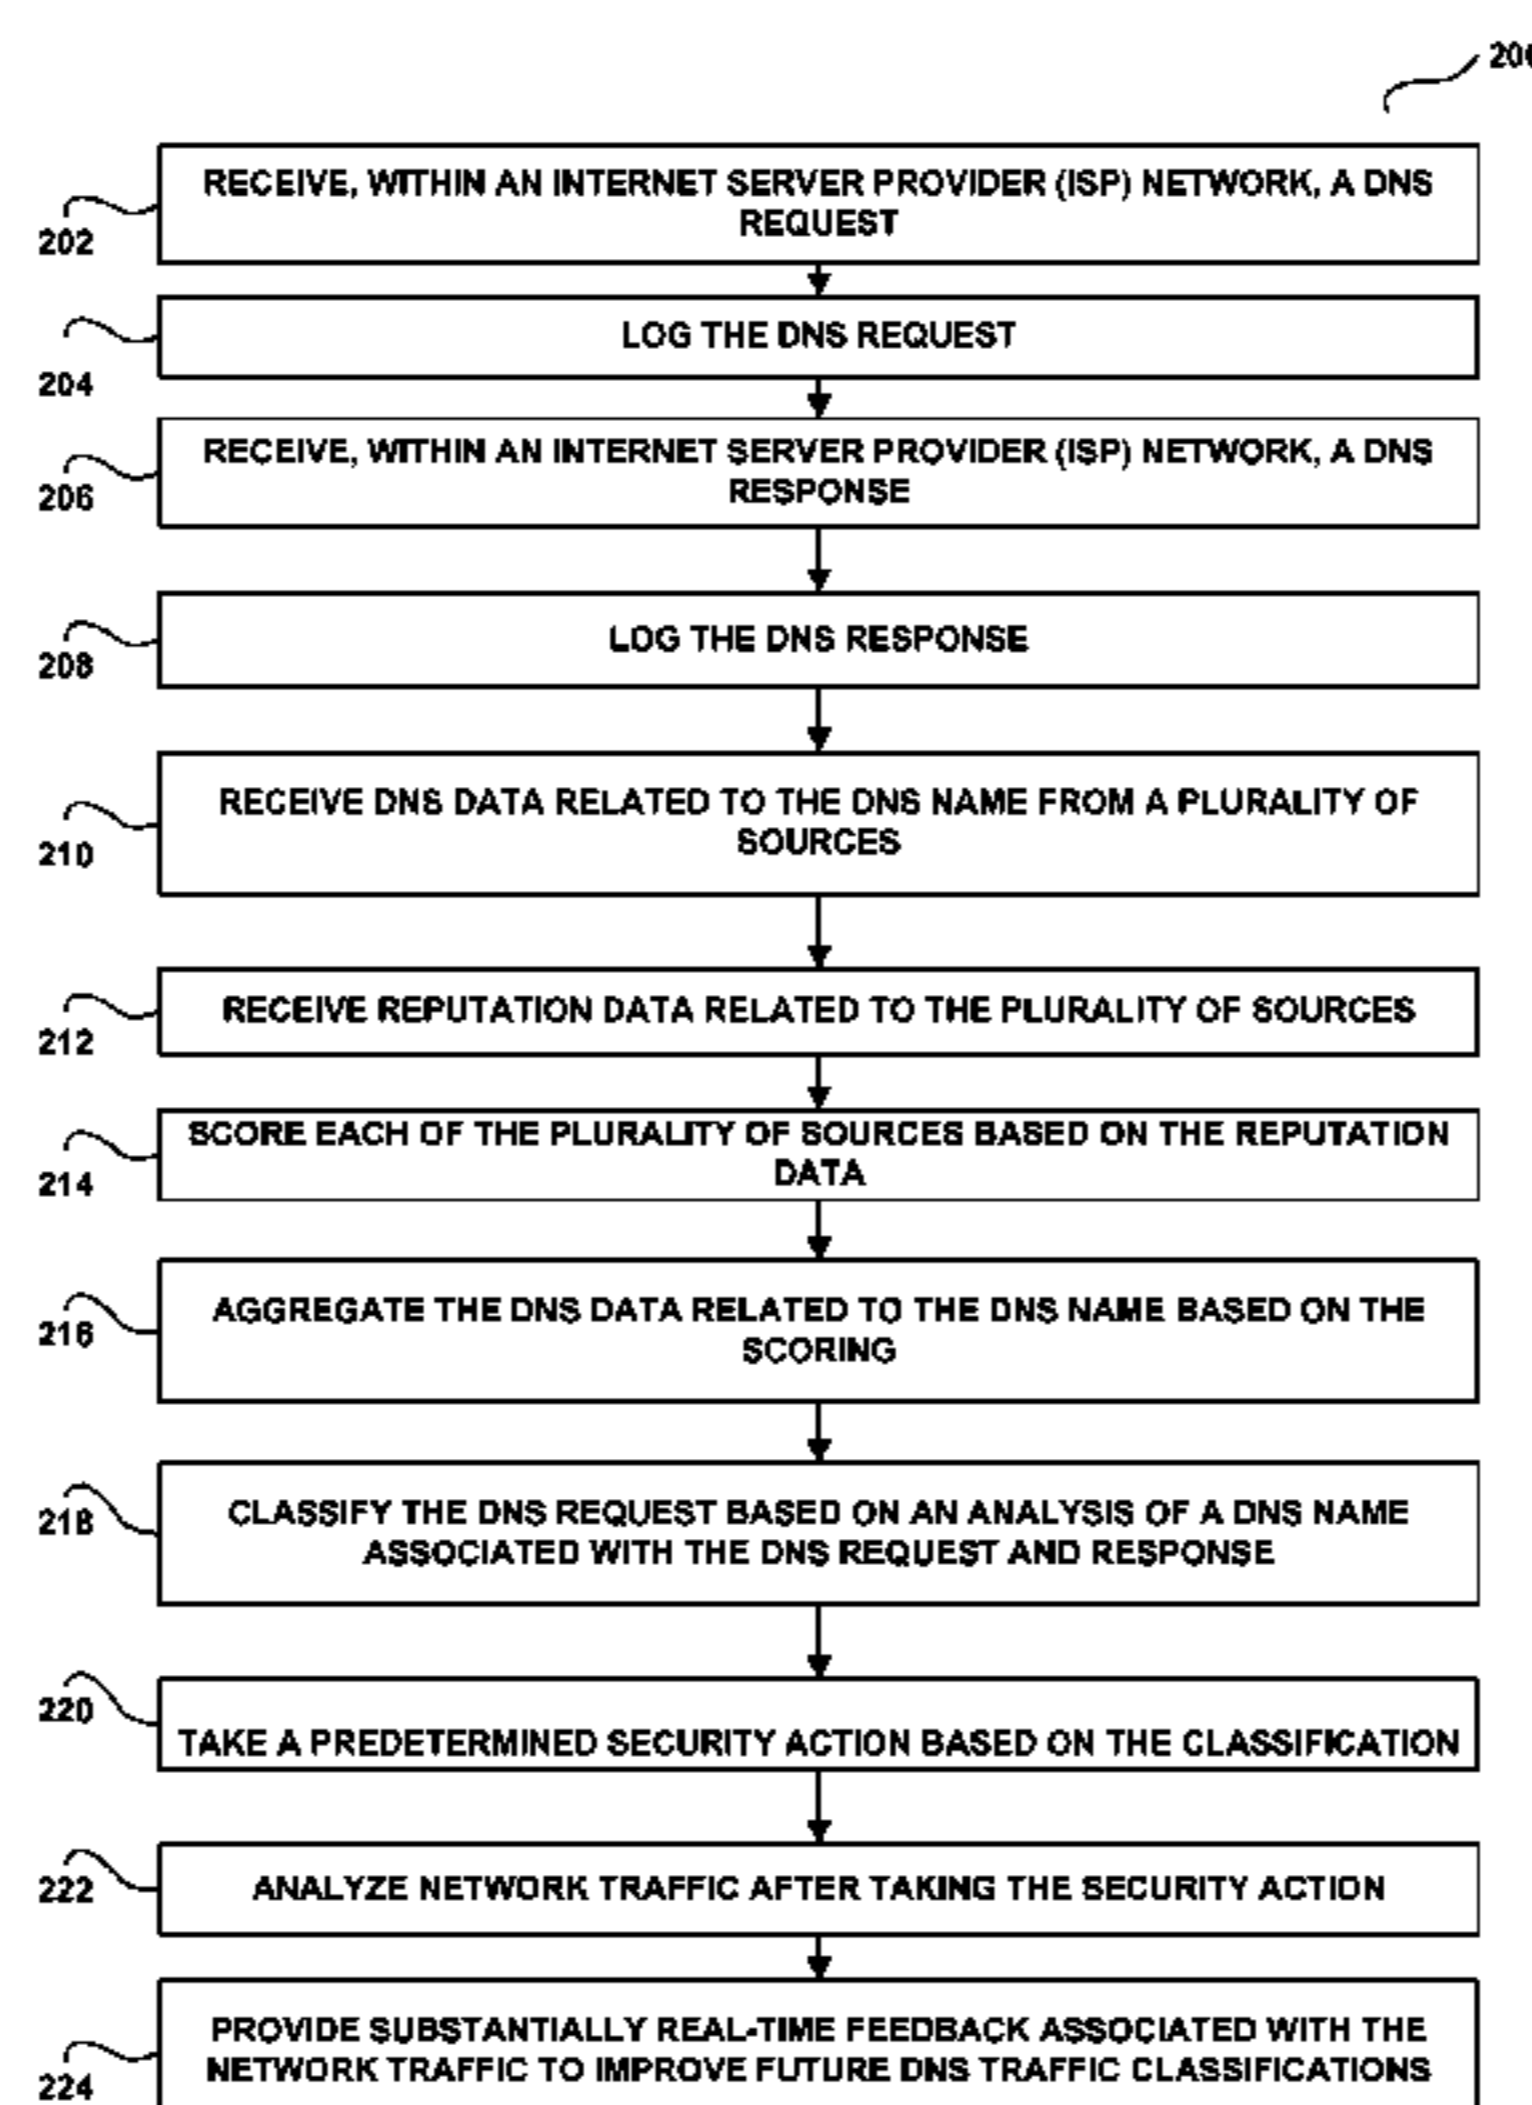 200
RECEIVE, WITHIN AN INTERNET SERVER PROVIDER (ISP) NETWORK, A DNS
REQUEST
202
LOG THE DNS REQUEST
204
RECEIVE, WITHIN AN INTERNET SERVER PROVIDER (ISP) NETWORK, A DNS
RESPONSE
206
LOG THE DNS RESPONSE
208
RECEIVE DNS DATA RELATED TO THE DNS NAME FROM A PLURALITY OF
SOURCES
210
RECEIVE REPUTATION DATA RELATED TO THE PLURALITY OF SOURCES
212
SCORE EACH OF THE PLURALITY OF SOURCES BASED ON THE REPUTATION
DATA
214
AGGREGATE THE DNS DATA RELATED TO THE DNS NAME BASED ON THE
SCORING
216
CLASSIFY THE DNS REQUEST BASED ON AN ANALYSIS OF A DNS NAME
ASSOCIATED WITH THE DNS REQUEST AND RESPONSE
218
TAKE A PREDETERMINED SECURITY ACTION BASED ON THE CLASSIFICATION
220
ANALYZE NETWORK TRAFFIC AFTER TAKING THE SECURITY ACTION
222
PROVIDE SUBSTANTIALLY REAL-TIME FEEDBACK ASSOCIATED WITH THE
NETWORK TRAFFIC TO IMPROVE FUTURE DNS TRAFFIC CLASSIFICATIONS
224